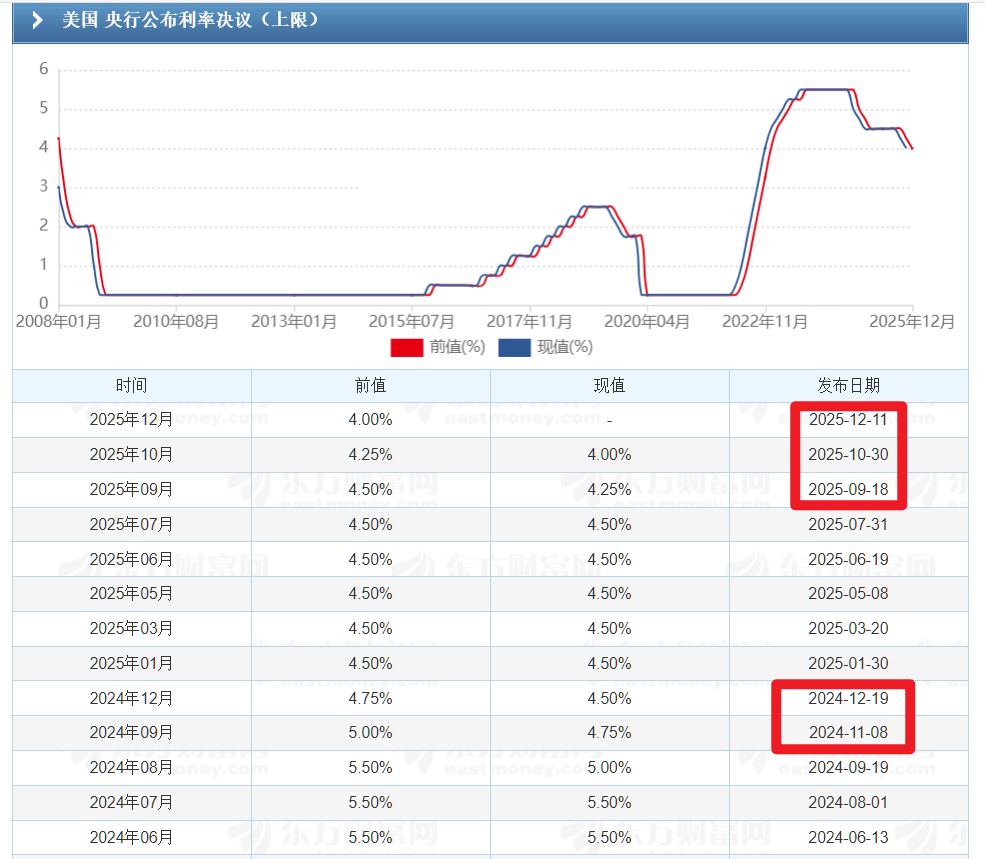 美国 央行公布利率决议（上限）
6
5
4
3
2
1
0
2008年01月 2010年08月 2013年01月 2015年07月 2017年11月 2020年04月 2022年11月 2025年12月
前值(%) 现值(%)
时间 前值 现值 发布日期
2025年12月 4.00% - 2025-12-11
2025年10月 4.25% 4.00% 2025-10-30
2025年09月 4.50% 4.25% 2025-09-18
2025年07月 4.50% 4.50% 2025-07-31
2025年06月 4.50% 4.50% 2025-06-19
2025年05月 4.50% 4.50% 2025-05-08
2025年03月 4.50% 4.50% 2025-03-20
2025年01月 4.50% 4.50% 2025-01-30
2024年12月 4.75% 4.50% 2024-12-19
2024年09月 5.00% 4.75% 2024-11-08
2024年08月 5.50% 5.00% 2024-09-19
2024年07月 5.50% 5.50% 2024-08-01
2024年06月 5.50% 5.50% 2024-06-13